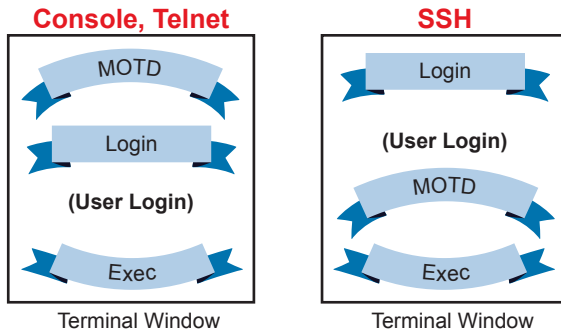 Console, Telnet
MOTD
Login
(User Login)
Exec
Terminal Window
SSH
Login
(User Login)
MOTD
Exec
Terminal Window